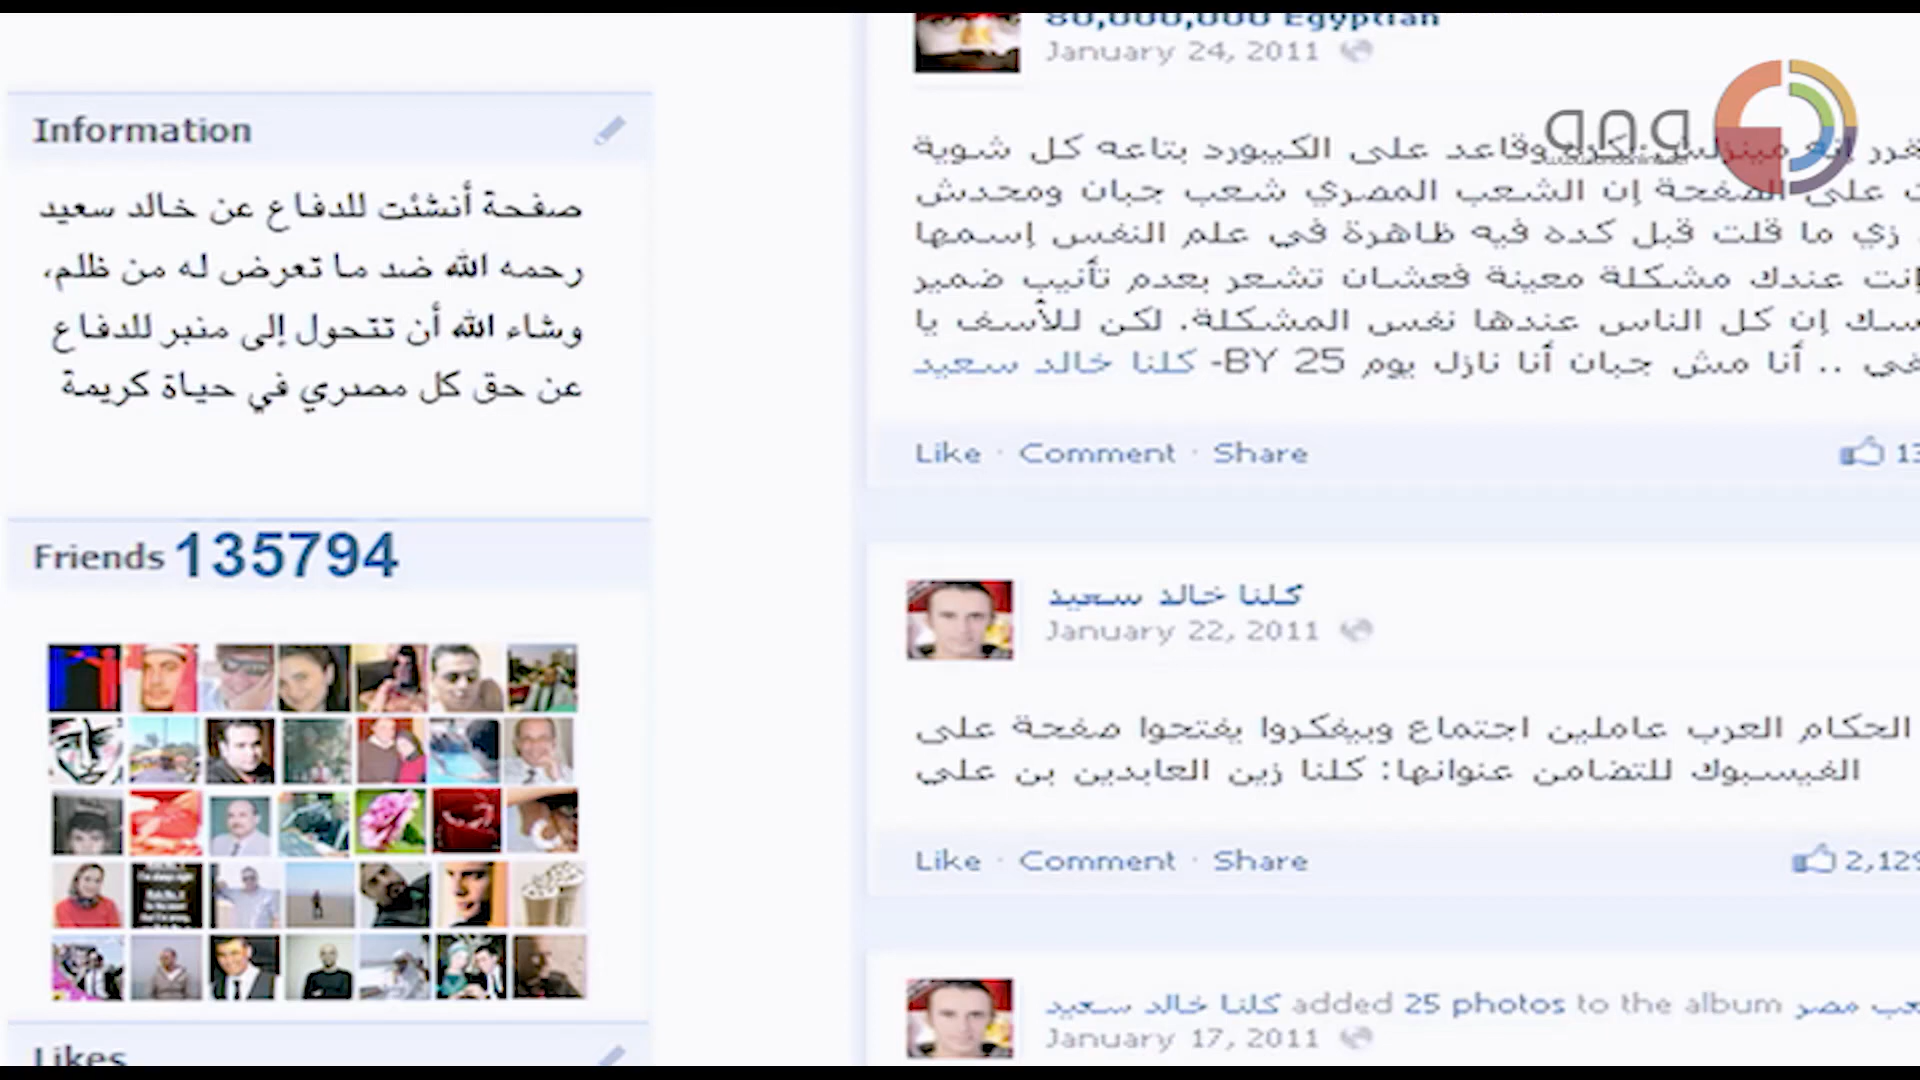 Information
صفحة أنشئت للدفاع عن خالد سعيد
رحمه الله ضد ما تعرض له من ظلم،
وشاء الله أن تتحول إلى منبر للدفاع
عن حق كل مصري في حياة كريمة
Friends 135794
Likes
80,000,000 Egyptian
January 24, 2011
ana
وقاعد على الكيبورد بتاعه كل شوية
على الصفحة إن الشعب المصري شعب جبان ومحدش
زي ما قلت قبل كده فيه ظاهرة في علم النفس إسمها
عندك مشكلة معينة فعشان تشعر بعدم تأنيب ضمير
إن كل الناس عندها نفس المشكلة. لكن للأسف يا
.. أنا مش جبان أنا نازل يوم 25 BY- كلنا خالد سعيد
Like · Comment · Share
كلنا خالد سعيد
January 22, 2011
الحكام العرب عاملين اجتماع وبيفكروا يفتحوا صفحة على
الفيسبوك للتضامن عنوانها: كلنا زين العابدين بن علي
Like · Comment · Share
2,129
كلنا خالد سعيد added 25 photos to the album
January 17, 2011